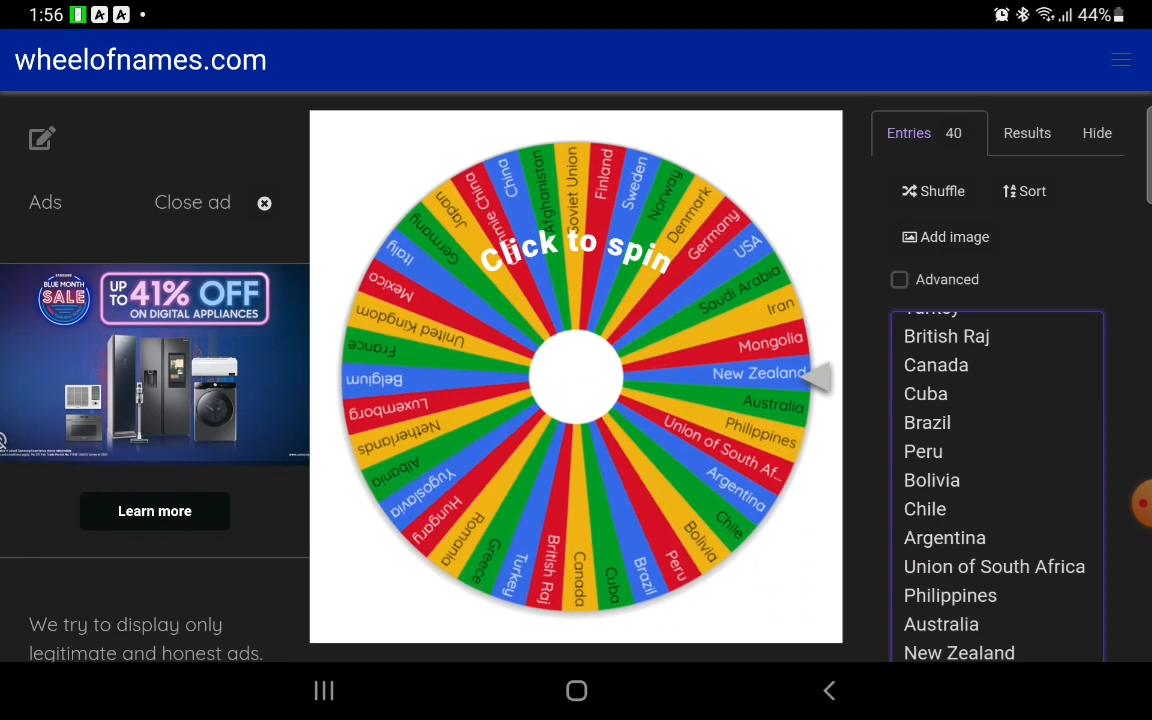 1:56
44%
wheelofnames.com
Ads
Close ad
SAMSUNG
BLUE MONTH
SALE
UP TO 41% OFF
ON DIGITAL APPLIANCES
Learn more
We try to display only
legitimate and honest ads.
Click to spin
Soviet Union
Finland
Sweden
Norway
Denmark
Germany
USA
Saudi Arabia
Iran
Mongolia
New Zealand
Australia
Philippines
Union of South Af...
Argentina
Chile
Bolivia
Peru
Brazil
Cuba
Canada
British Raj
Turkey
Greece
Romania
Hungary
Yugoslavia
Albania
Netherlands
Luxemborg
Belgium
France
United Kingdom
Mexico
Italy
Germany
Japan
China
China
Afghanistan
Entries 40
Results
Hide
Shuffle
Sort
Add image
Advanced
Turkey
British Raj
Canada
Cuba
Brazil
Peru
Bolivia
Chile
Argentina
Union of South Africa
Philippines
Australia
New Zealand